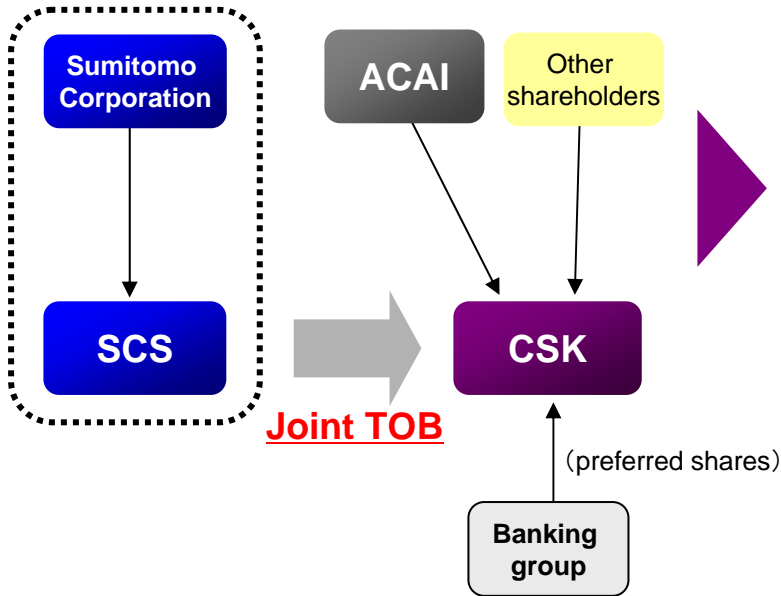 Sumitomo
Corporation
ACAI
Other
shareholders
SCS
CSK
Joint TOB
（preferred shares）
Banking
group